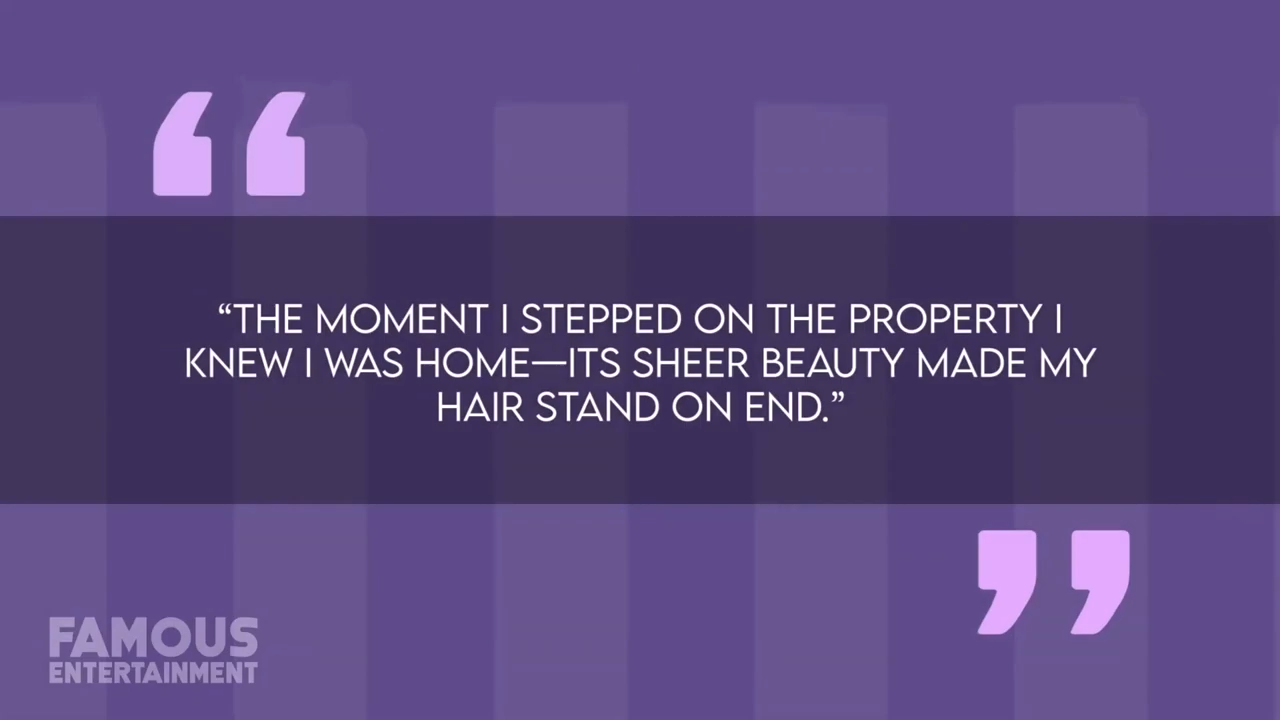 “THE MOMENT I STEPPED ON THE PROPERTY I
KNEW I WAS HOME—ITS SHEER BEAUTY MADE MY
HAIR STAND ON END.”
FAMOUS
ENTERTAINMENT